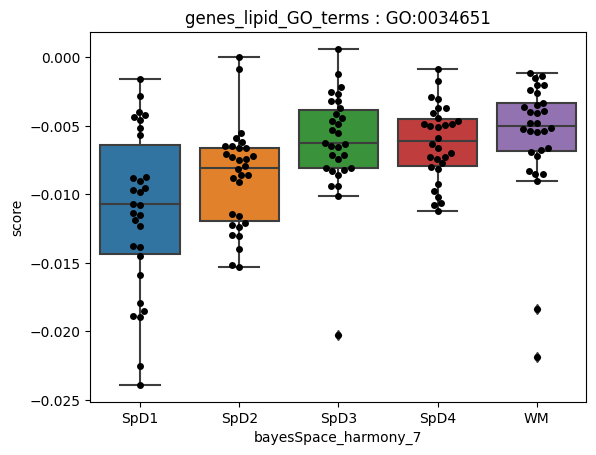 genes_lipid_GO_terms : GO:0034651
0.000
−0.005
−0.010
−0.015
−0.020
−0.025
score
SpD1 SpD2 SpD3 SpD4 WM
bayesSpace_harmony_7